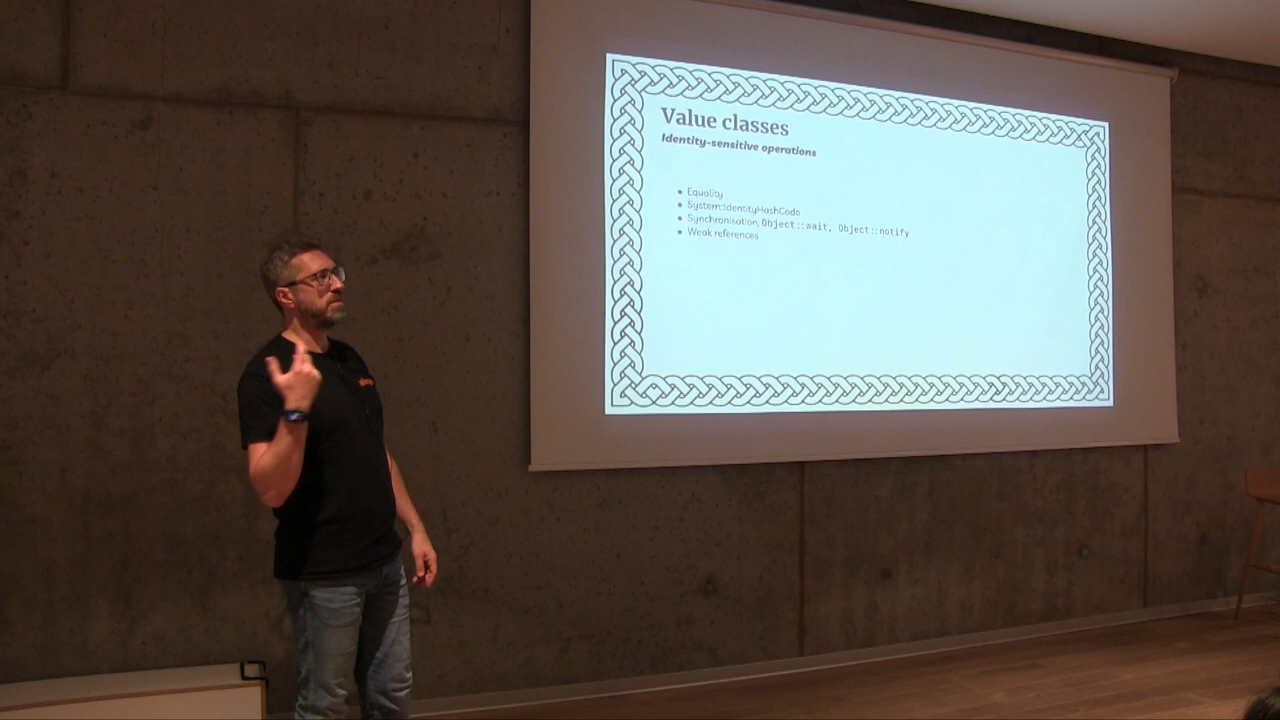 Value classes
Identity-sensitive operations
Equality
System::identityHashCode
Synchronisation, Object::wait, Object::notify
Weak references